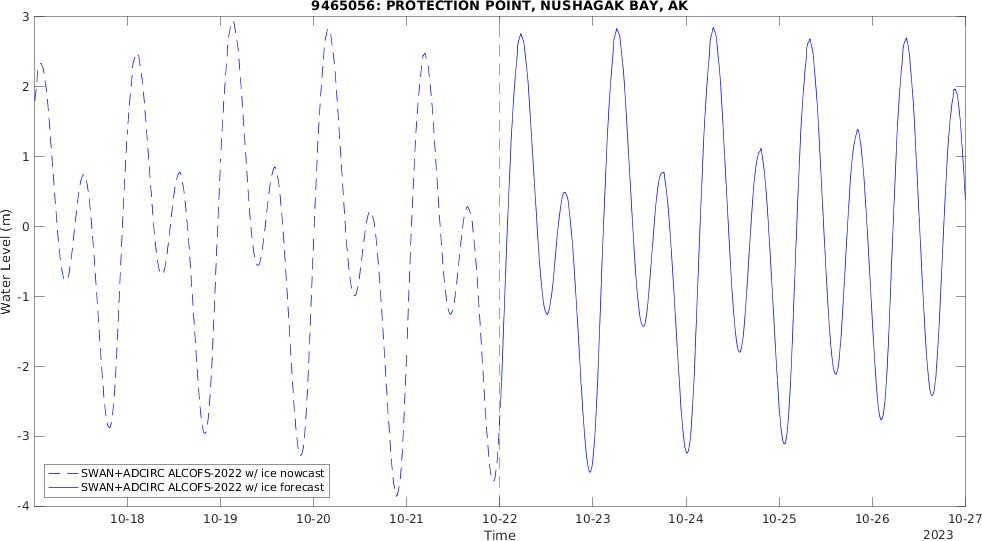 9465056: PROTECTION POINT, NUSHAGAK BAY, AK
Water Level (m)
3
2
1
0
-1
-2
-3
-4
SWAN+ADCIRC ALCOFS-2022 w/ ice nowcast
SWAN+ADCIRC ALCOFS-2022 w/ ice forecast
10-18 10-19 10-20 10-21 10-22 10-23 10-24 10-25 10-26 10-27
Time
2023